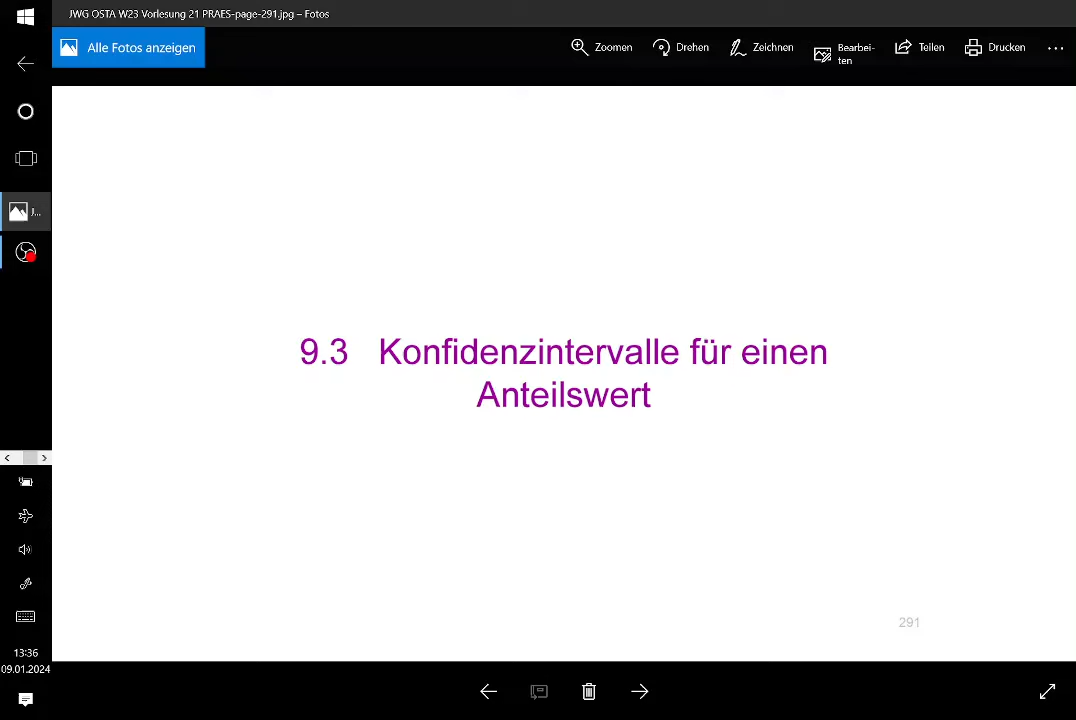 JWG OSTA W23 Vorlesung 21 PRAES-page-291.jpg – Fotos
Alle Fotos anzeigen
Zoomen
Drehen
Zeichnen
Bearbei-
ten
Teilen
Drucken
J...
9.3 Konfidenzintervalle für einen
Anteilswert
291
13:36
09.01.2024